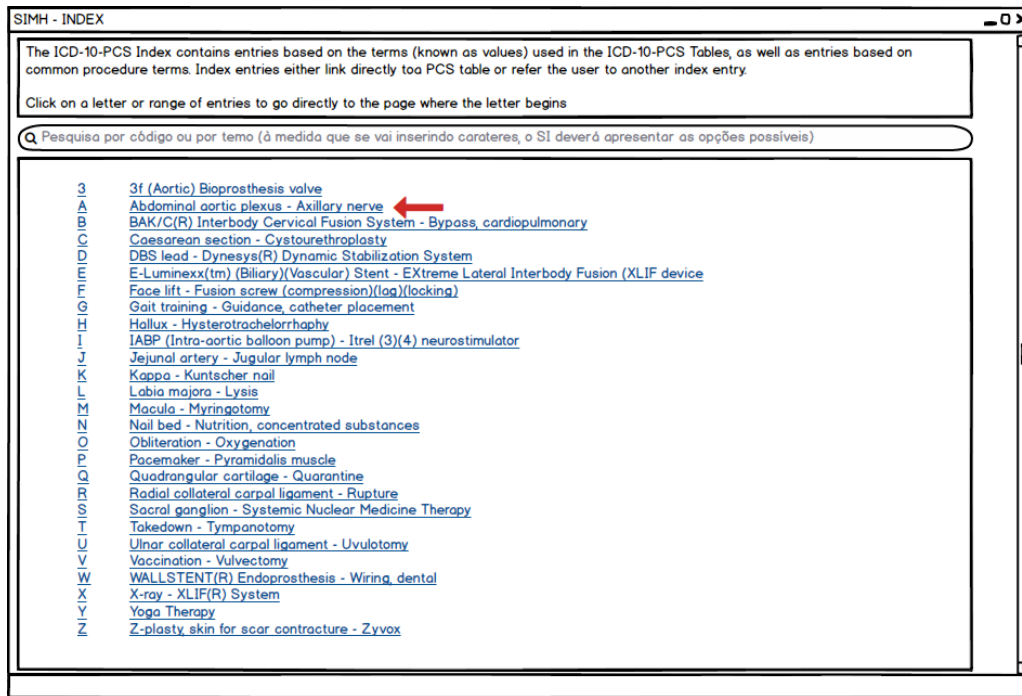 SIMH - INDEX
The ICD-10-PCS Index contains entries based on the terms (known as values) used in the ICD-10-PCS Tables, as well as entries based on
common procedure terms. Index entries either link directly toa PCS table or refer the user to another index entry.
Click on a letter or range of entries to go directly to the page where the letter begins
Pesquisa por código ou por temo (à medida que se vai inserindo carateres, o SI deverá apresentar as opções possíveis)
3 3f (Aortic) Bioprosthesis valve
A Abdominal aortic plexus - Axillary nerve
B BAK/C(R) Interbody Cervical Fusion System - Bypass, cardiopulmonary
C Caesarean section - Cystourethroplasty
D DBS lead - Dynesys(R) Dynamic Stabilization System
E E-Luminexx(tm) (Biliary)(Vascular) Stent - EXtreme Lateral Interbody Fusion (XLIF device
F Face lift - Fusion screw (compression)(lag)(locking)
G Gait training - Guidance, catheter placement
H Hallux - Hysterotrachelorrhaphy
I IABP (Intra-aortic balloon pump) - Itrel (3)(4) neurostimulator
J Jejunal artery - Jugular lymph node
K Kappa - Kuntscher nail
L Labia majora - Lysis
M Macula - Myringotomy
N Nail bed - Nutrition, concentrated substances
O Obliteration - Oxygenation
P Pacemaker - Pyramidalis muscle
Q Quadrangular cartilage - Quarantine
R Radial collateral carpal ligament - Rupture
S Sacral ganglion - Systemic Nuclear Medicine Therapy
T Takedown - Tympanotomy
U Ulnar collateral carpal ligament - Uvulotomy
V Vaccination - Vulvectomy
W WALLSTENT(R) Endoprosthesis - Wiring, dental
X X-ray - XLIF(R) System
Y Yoga Therapy
Z Z-plasty, skin for scar contracture - Zyvox